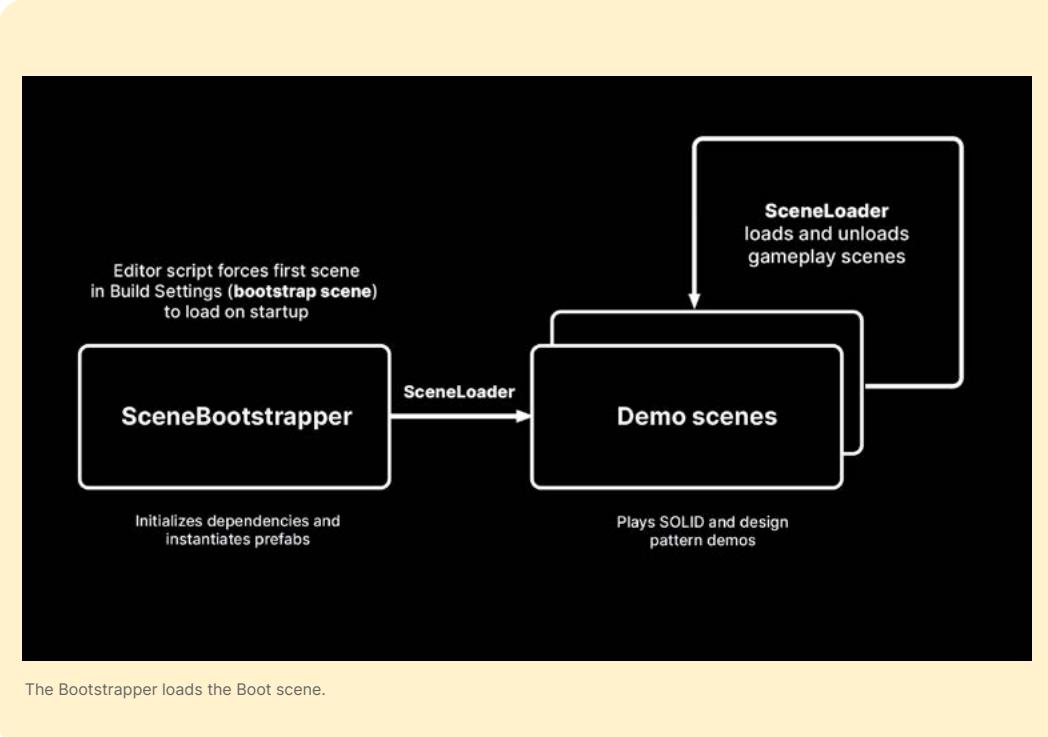 SceneLoader
loads and unloads
gameplay scenes
Editor script forces first scene
in Build Settings (bootstrap scene)
to load on startup
SceneBootstrapper
SceneLoader
Demo scenes
Initializes dependencies and
instantiates prefabs
Plays SOLID and design
pattern demos
The Bootstrapper loads the Boot scene.